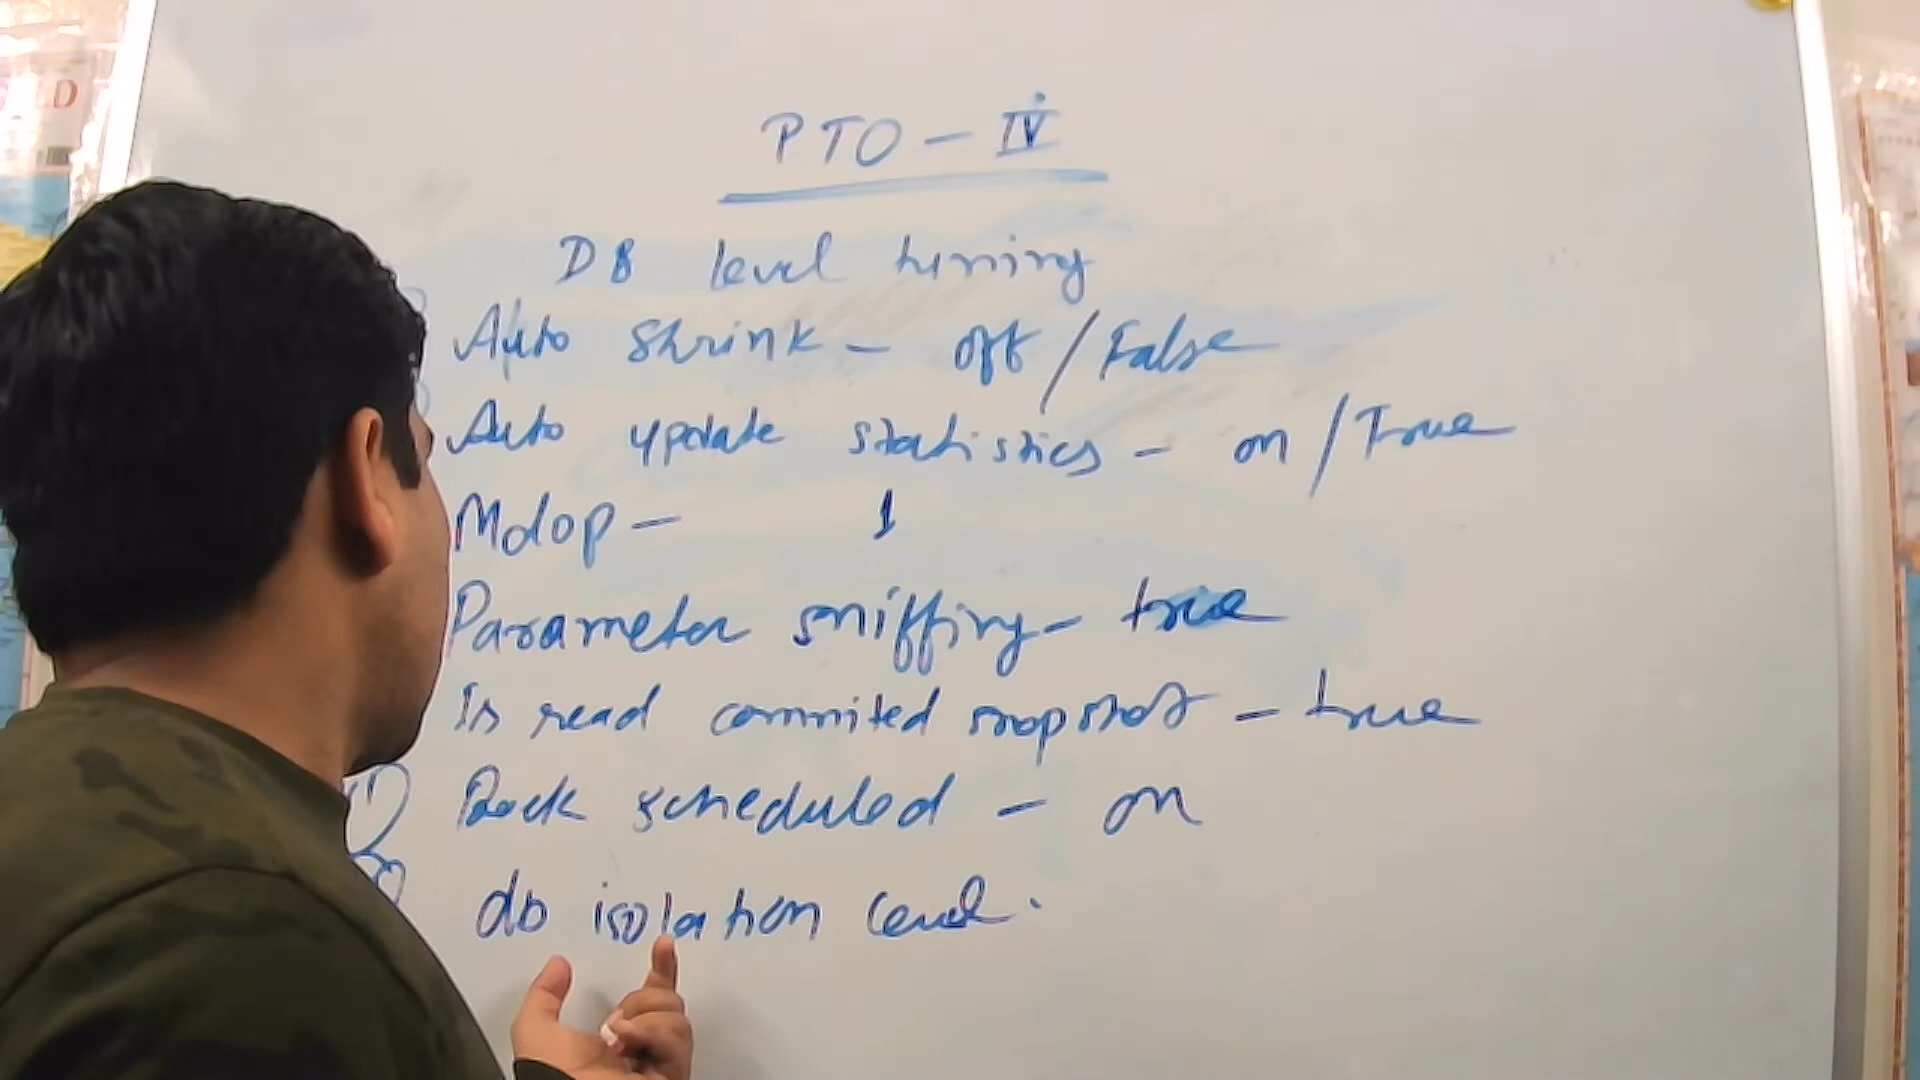 PTO - IV
DB level tuning
Auto shrink - off / False
Auto update statistics - on / True
Mdop - 1
Parameter sniffing - true
Is read commited snapshot - true
scheduled - on
db isolation level.